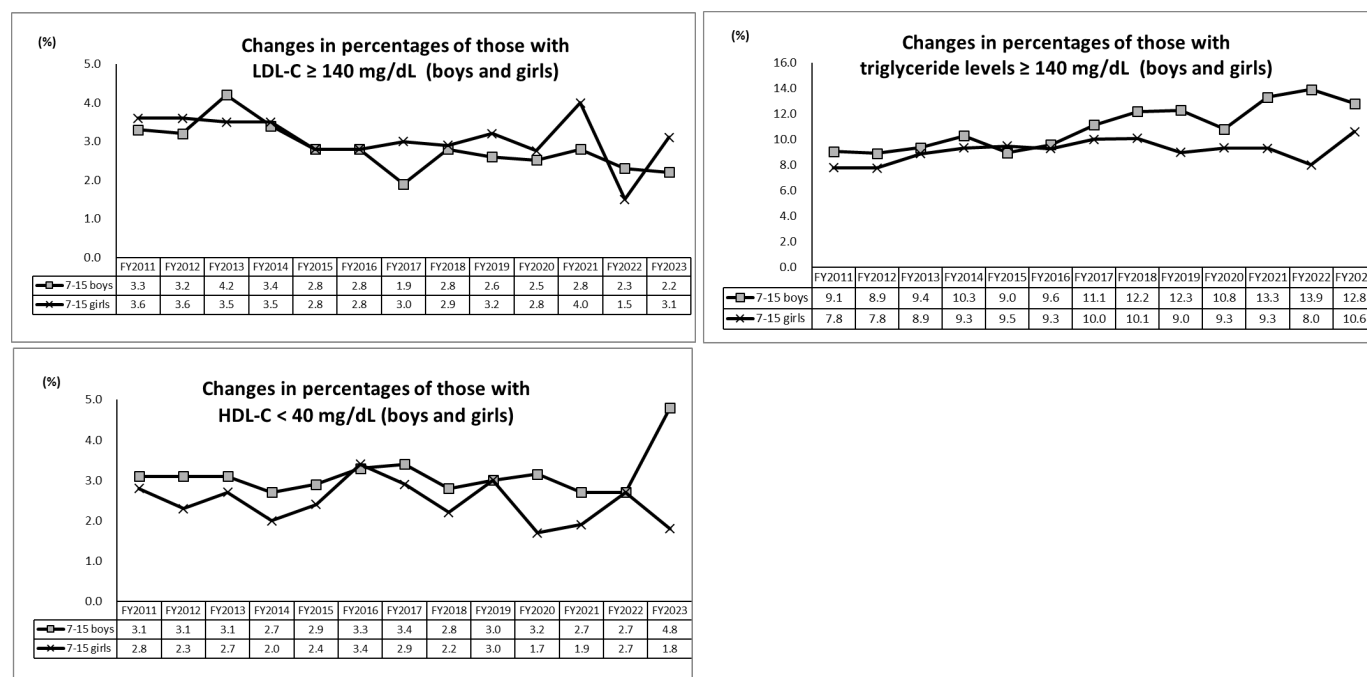 (%)
Changes in percentages of those with
LDL-C ≥ 140 mg/dL (boys and girls)
5.0
4.0
3.0
2.0
1.0
0.0
FY2011 FY2012 FY2013 FY2014 FY2015 FY2016 FY2017 FY2018 FY2019 FY2020 FY2021 FY2022 FY2023
7-15 boys 3.3 3.2 4.2 3.4 2.8 2.8 1.9 2.8 2.6 2.5 2.8 2.3 2.2
7-15 girls 3.6 3.6 3.5 3.5 2.8 2.8 3.0 2.9 3.2 2.8 4.0 1.5 3.1
(%)
Changes in percentages of those with
triglyceride levels ≥ 140 mg/dL (boys and girls)
16.0
14.0
12.0
10.0
8.0
6.0
4.0
2.0
0.0
FY2011 FY2012 FY2013 FY2014 FY2015 FY2016 FY2017 FY2018 FY2019 FY2020 FY2021 FY2022 FY202
7-15 boys 9.1 8.9 9.4 10.3 9.0 9.6 11.1 12.2 12.3 10.8 13.3 13.9 12.8
7-15 girls 7.8 7.8 8.9 9.3 9.5 9.3 10.0 10.1 9.0 9.3 9.3 8.0 10.6
(%)
Changes in percentages of those with
HDL-C < 40 mg/dL (boys and girls)
5.0
4.0
3.0
2.0
1.0
0.0
FY2011 FY2012 FY2013 FY2014 FY2015 FY2016 FY2017 FY2018 FY2019 FY2020 FY2021 FY2022 FY2023
7-15 boys 3.1 3.1 3.1 2.7 2.9 3.3 3.4 2.8 3.0 3.2 2.7 2.7 4.8
7-15 girls 2.8 2.3 2.7 2.0 2.4 3.4 2.9 2.2 3.0 1.7 1.9 2.7 1.8